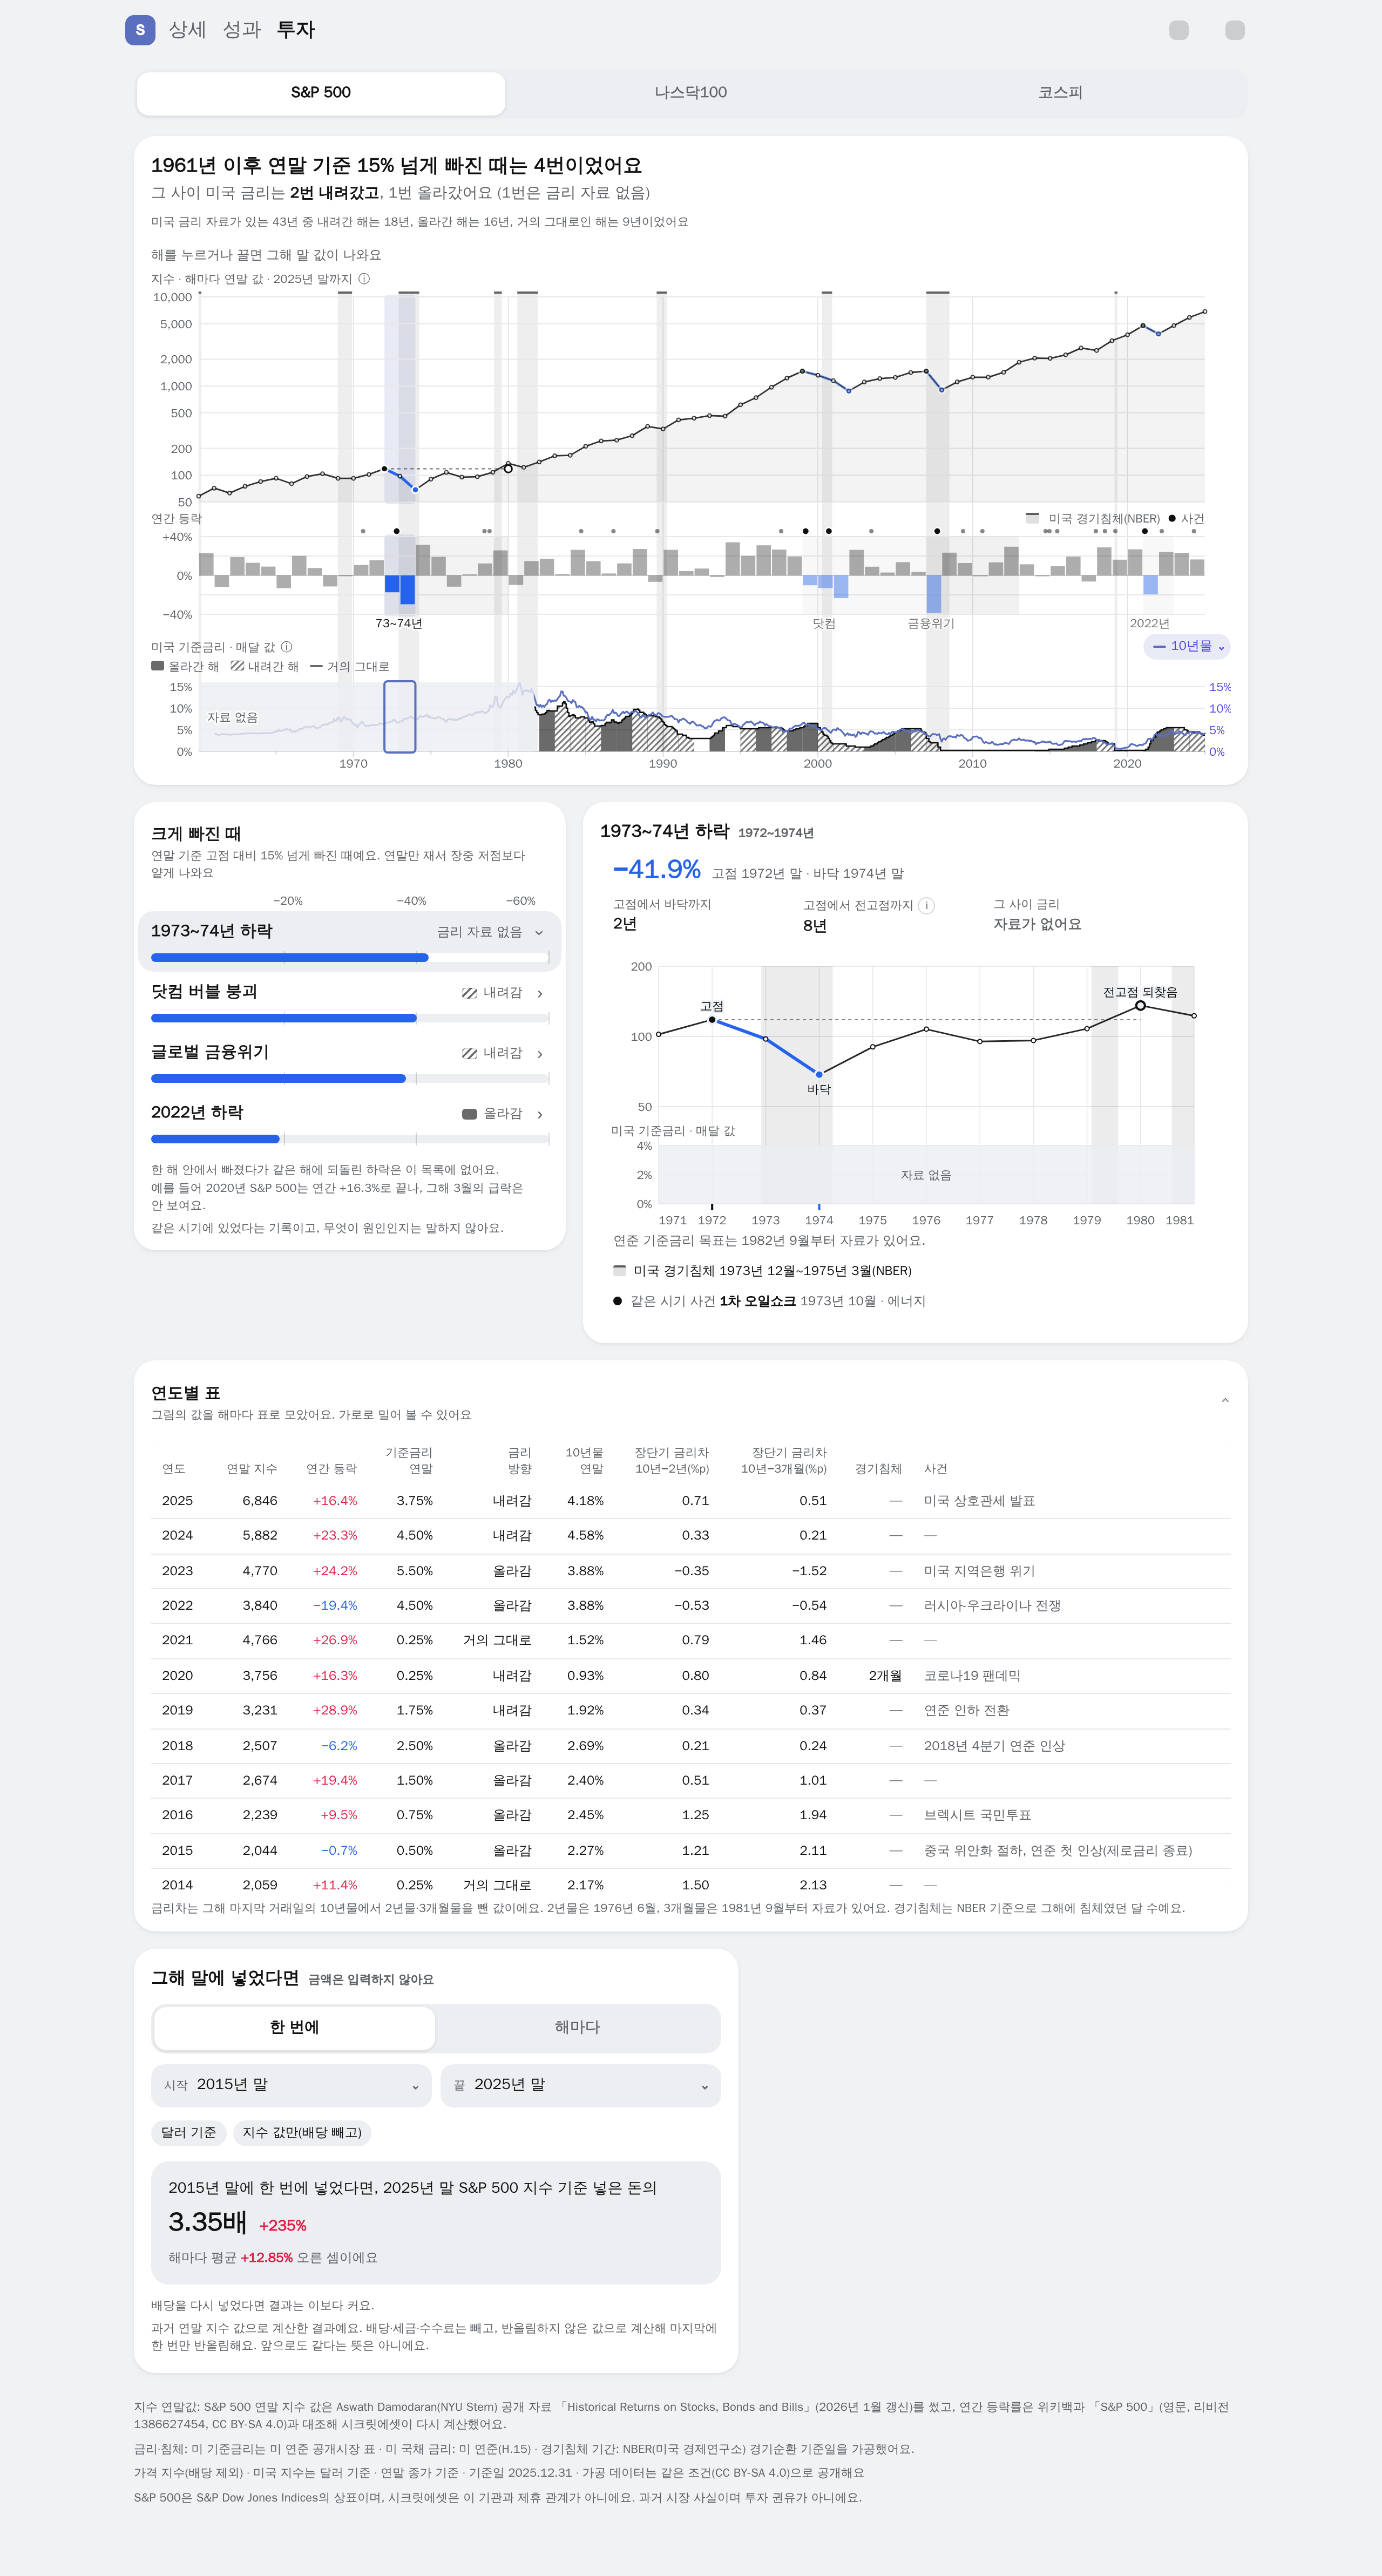 S 상세 성과 투자
S&P 500 나스닥100 코스피
1961년 이후 연말 기준 15% 넘게 빠진 때는 4번이었어요
그 사이 미국 금리는 2번 내려갔고, 1번 올라갔어요 (1번은 금리 자료 없음)
미국 금리 자료가 있는 43년 중 내려간 해는 18년, 올라간 해는 16년, 거의 그대로인 해는 9년이었어요
해를 누르거나 끌면 그해 말 값이 나와요
지수 · 해마다 연말 값 · 2025년 말까지 ⓘ
10,000
5,000
2,000
1,000
500
200
100
50
연간 등락 미국 경기침체(NBER) 사건
+40%
0%
−40%
73~74년 닷컴 금융위기 2022년
미국 기준금리 · 매달 값 ⓘ 10년물
올라간 해 내려간 해 거의 그대로
15% 15%
10% 10%
자료 없음
5% 5%
0% 0%
1970 1980 1990 2000 2010 2020
크게 빠진 때
연말 기준 고점 대비 15% 넘게 빠진 때예요. 연말만 재서 장중 저점보다
얕게 나와요
−20% −40% −60%
1973~74년 하락 금리 자료 없음
닷컴 버블 붕괴 내려감
글로벌 금융위기 내려감
2022년 하락 올라감
한 해 안에서 빠졌다가 같은 해에 되돌린 하락은 이 목록에 없어요.
예를 들어 2020년 S&P 500는 연간 +16.3%로 끝나, 그해 3월의 급락은
안 보여요.
같은 시기에 있었다는 기록이고, 무엇이 원인인지는 말하지 않아요.
1973~74년 하락 1972~1974년
−41.9% 고점 1972년 말 · 바닥 1974년 말
고점에서 바닥까지 고점에서 전고점까지 i 그 사이 금리
2년 8년 자료가 없어요
200
고점 전고점 되찾음
100
바닥
50
미국 기준금리 · 매달 값
4%
2% 자료 없음
0%
1971 1972 1973 1974 1975 1976 1977 1978 1979 1980 1981
연준 기준금리 목표는 1982년 9월부터 자료가 있어요.
미국 경기침체 1973년 12월~1975년 3월(NBER)
같은 시기 사건 1차 오일쇼크 1973년 10월 · 에너지
연도별 표
그림의 값을 해마다 표로 모았어요. 가로로 밀어 볼 수 있어요
기준금리 금리 10년물 장단기 금리차 장단기 금리차
연도 연말 지수 연간 등락 연말 방향 연말 10년−2년(%p) 10년−3개월(%p) 경기침체 사건
2025 6,846 +16.4% 3.75% 내려감 4.18% 0.71 0.51 — 미국 상호관세 발표
2024 5,882 +23.3% 4.50% 내려감 4.58% 0.33 0.21 — —
2023 4,770 +24.2% 5.50% 올라감 3.88% −0.35 −1.52 — 미국 지역은행 위기
2022 3,840 −19.4% 4.50% 올라감 3.88% −0.53 −0.54 — 러시아-우크라이나 전쟁
2021 4,766 +26.9% 0.25% 거의 그대로 1.52% 0.79 1.46 — —
2020 3,756 +16.3% 0.25% 내려감 0.93% 0.80 0.84 2개월 코로나19 팬데믹
2019 3,231 +28.9% 1.75% 내려감 1.92% 0.34 0.37 — 연준 인하 전환
2018 2,507 −6.2% 2.50% 올라감 2.69% 0.21 0.24 — 2018년 4분기 연준 인상
2017 2,674 +19.4% 1.50% 올라감 2.40% 0.51 1.01 — —
2016 2,239 +9.5% 0.75% 올라감 2.45% 1.25 1.94 — 브렉시트 국민투표
2015 2,044 −0.7% 0.50% 올라감 2.27% 1.21 2.11 — 중국 위안화 절하, 연준 첫 인상(제로금리 종료)
2014 2,059 +11.4% 0.25% 거의 그대로 2.17% 1.50 2.13 — —
금리차는 그해 마지막 거래일의 10년물에서 2년물·3개월물을 뺀 값이에요. 2년물은 1976년 6월, 3개월물은 1981년 9월부터 자료가 있어요. 경기침체는 NBER 기준으로 그해에 침체였던 달 수예요.
그해 말에 넣었다면 금액은 입력하지 않아요
한 번에 해마다
시작 2015년 말 끝 2025년 말
달러 기준 지수 값만(배당 빼고)
2015년 말에 한 번에 넣었다면, 2025년 말 S&P 500 지수 기준 넣은 돈의
3.35배 +235%
해마다 평균 +12.85% 오른 셈이에요
배당을 다시 넣었다면 결과는 이보다 커요.
과거 연말 지수 값으로 계산한 결과예요. 배당·세금·수수료는 빼고, 반올림하지 않은 값으로 계산해 마지막에
한 번만 반올림해요. 앞으로도 같다는 뜻은 아니에요.
지수 연말값: S&P 500 연말 지수 값은 Aswath Damodaran(NYU Stern) 공개 자료 「Historical Returns on Stocks, Bonds and Bills」(2026년 1월 갱신)를 썼고, 연간 등락률은 위키백과 「S&P 500」(영문, 리비전
1386627454, CC BY-SA 4.0)과 대조해 시크릿에셋이 다시 계산했어요.
금리·침체: 미 기준금리는 미 연준 공개시장 표 · 미 국채 금리: 미 연준(H.15) · 경기침체 기간: NBER(미국 경제연구소) 경기순환 기준일을 가공했어요.
가격 지수(배당 제외) · 미국 지수는 달러 기준 · 연말 종가 기준 · 기준일 2025.12.31 · 가공 데이터는 같은 조건(CC BY-SA 4.0)으로 공개해요
S&P 500은 S&P Dow Jones Indices의 상표이며, 시크릿에셋은 이 기관과 제휴 관계가 아니에요. 과거 시장 사실이며 투자 권유가 아니에요.